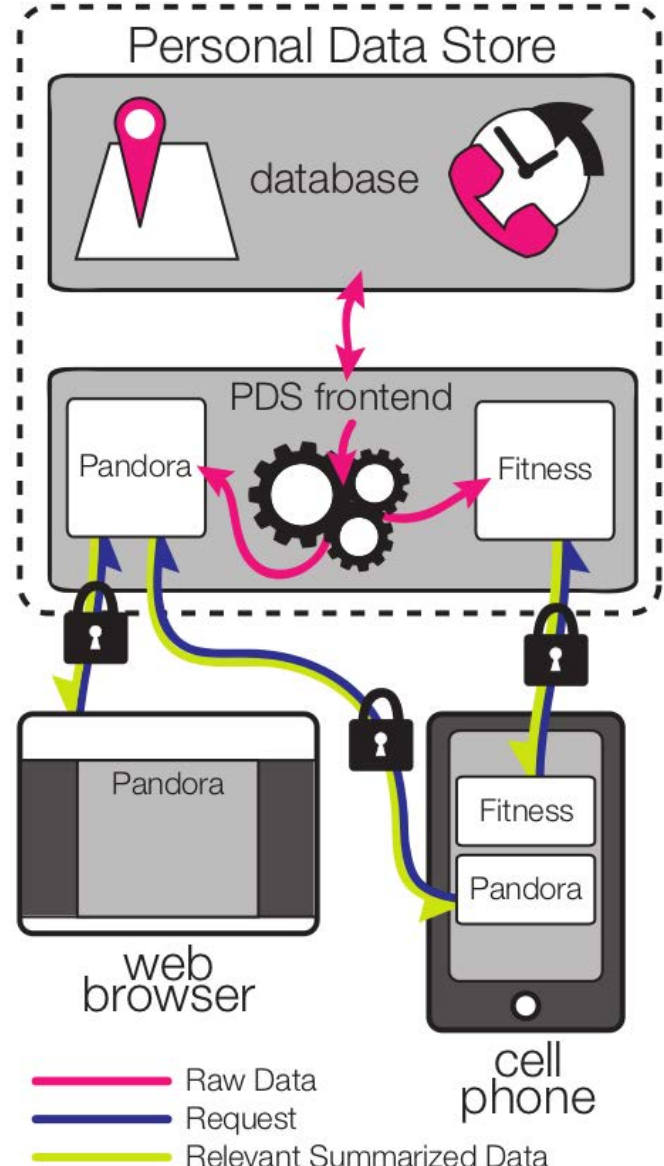 Personal Data Store
database
PDS frontend
Pandora
Fitness
Pandora
Fitness
Pandora
web
browser
cell
phone
Raw Data
Request
Relevant Summarized Data